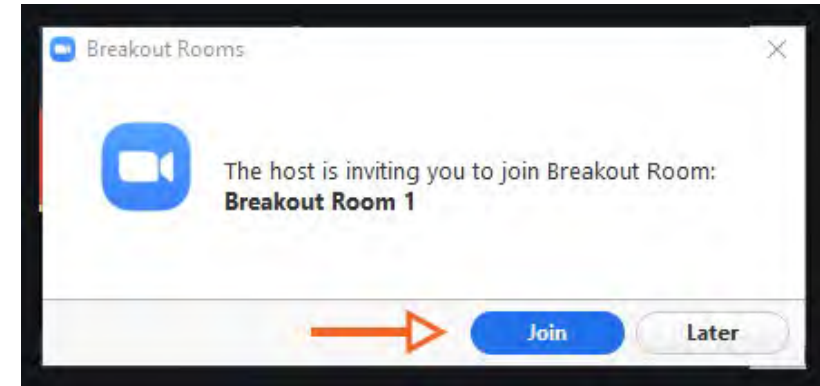 Breakout Rooms
The host is inviting you to join Breakout Room:
Breakout Room 1
Join Later